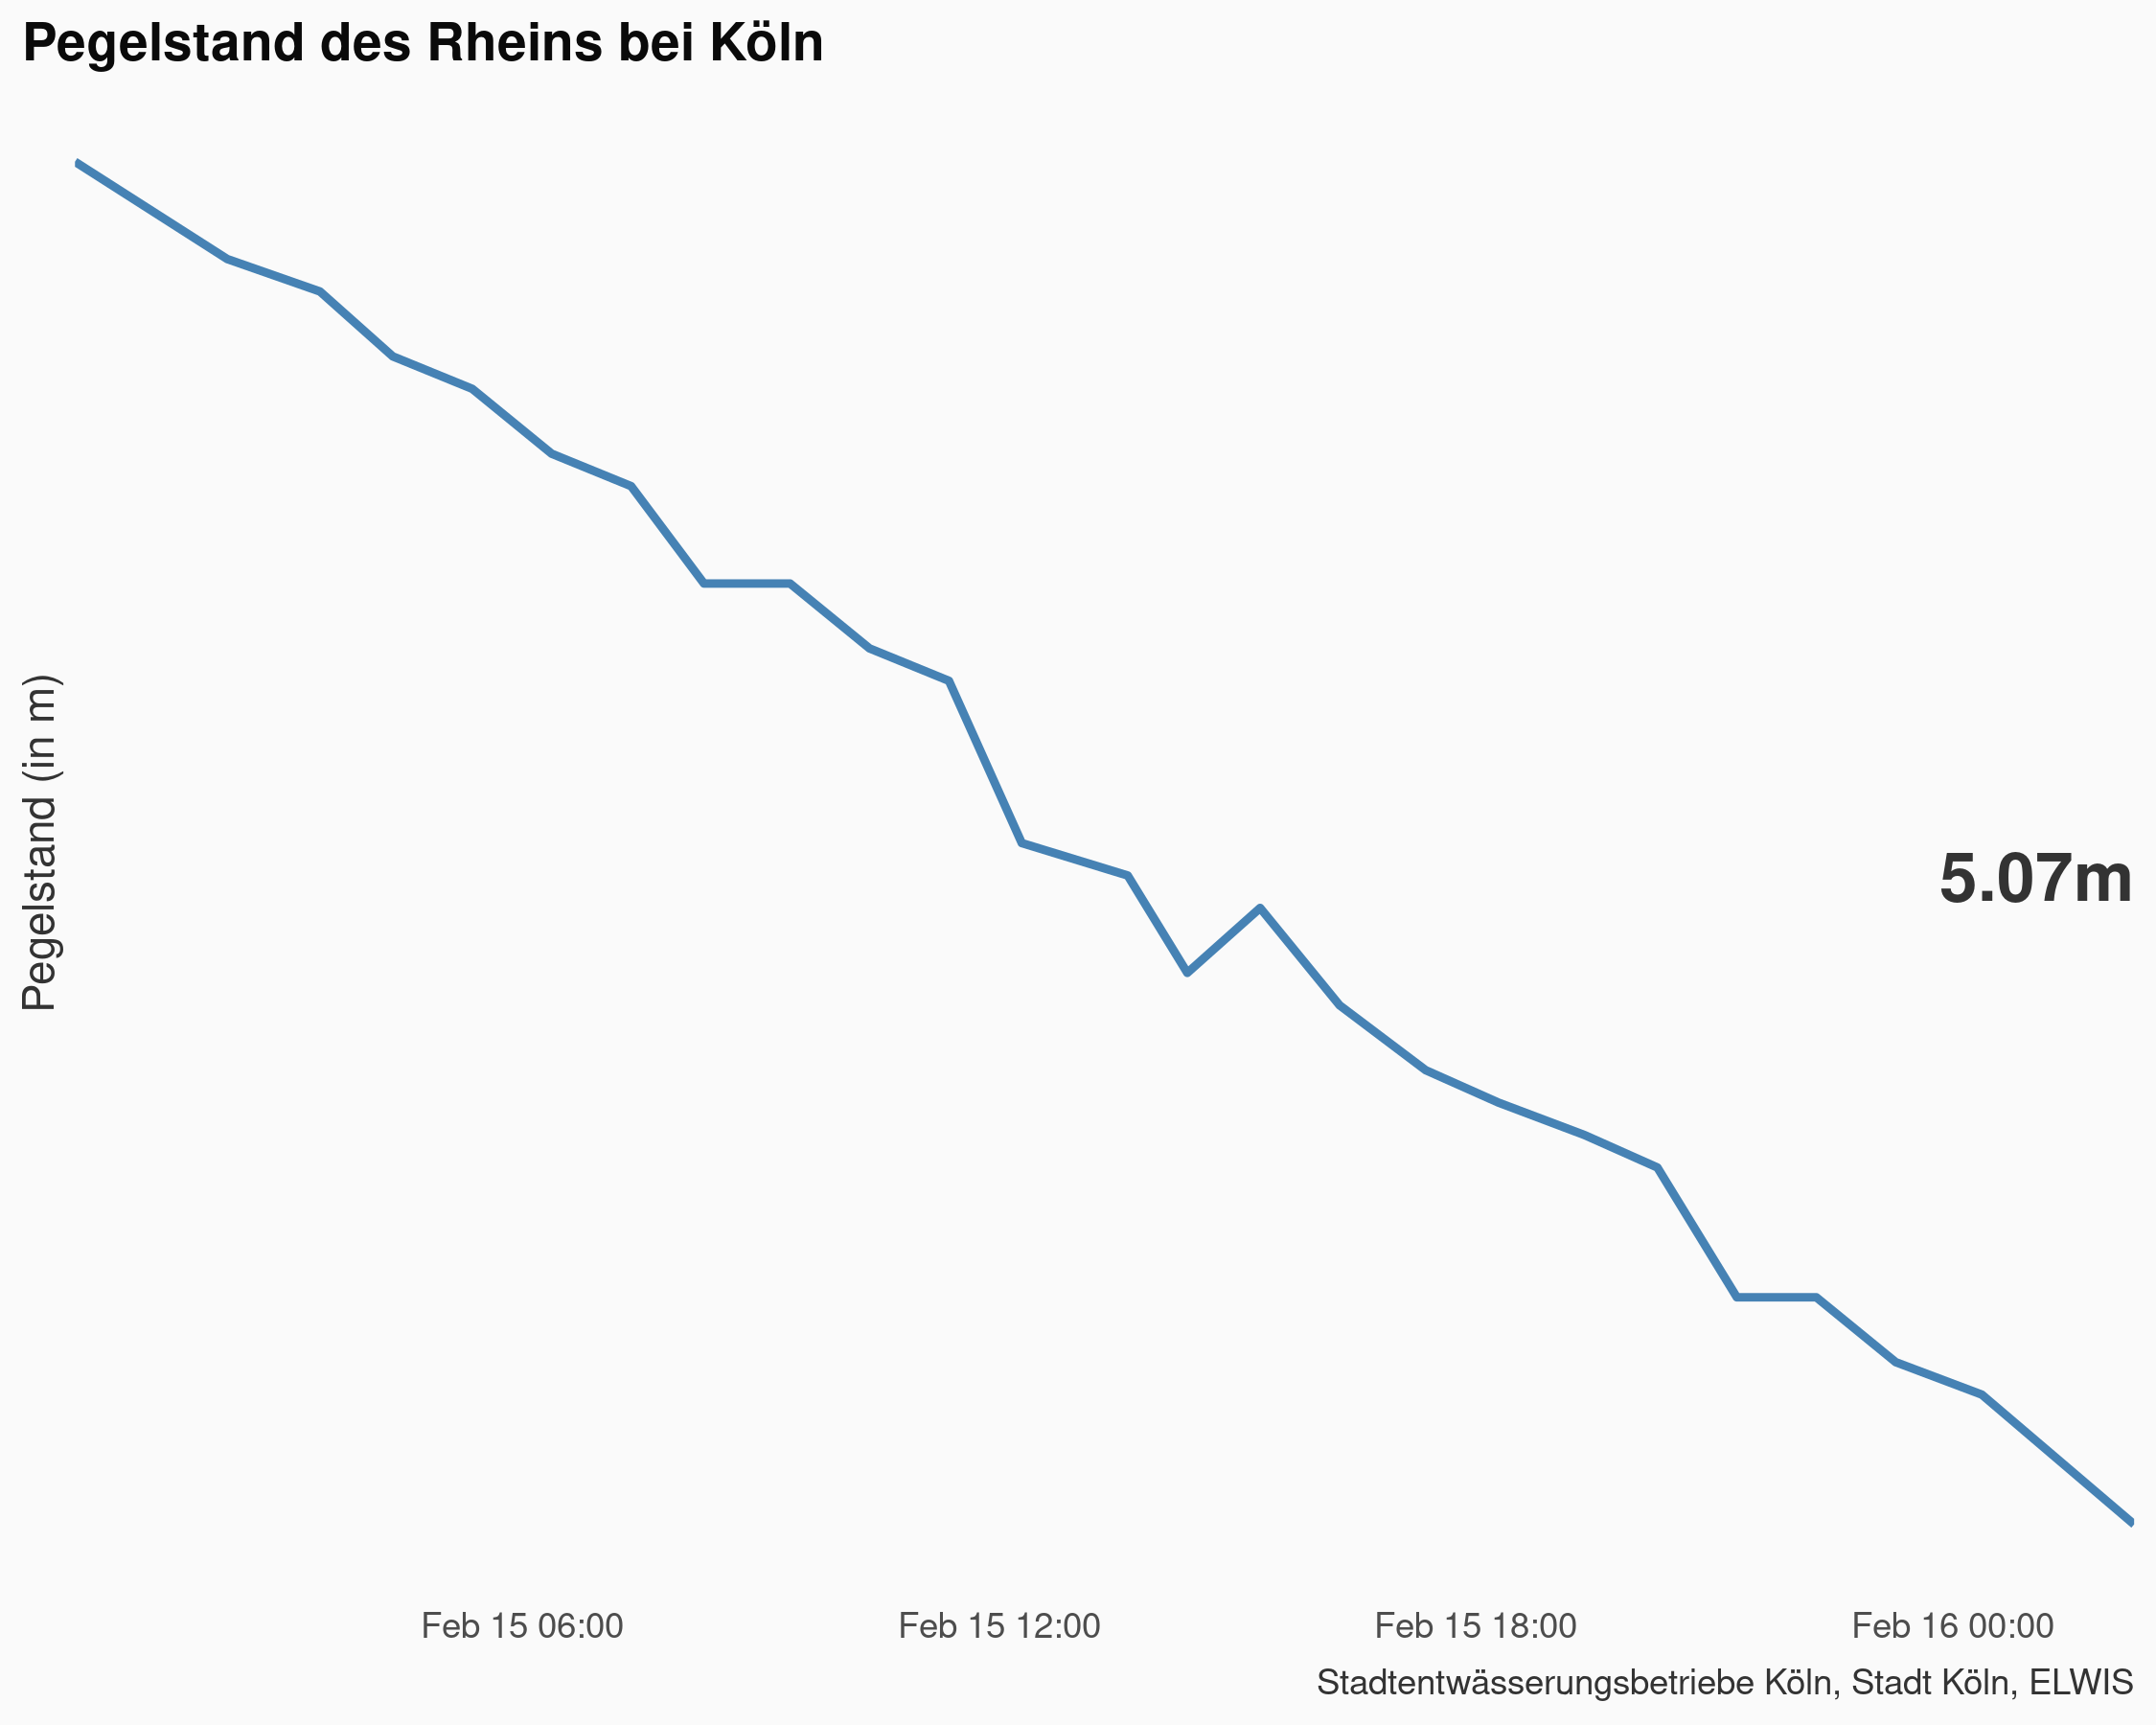 Pegelstand des Rheins bei Köln
Pegelstand (in m)
5.07m
Feb 15 06:00
Feb 15 12:00
Feb 15 18:00
Feb 16 00:00
Stadtentwässerungsbetriebe Köln, Stadt Köln, ELWIS